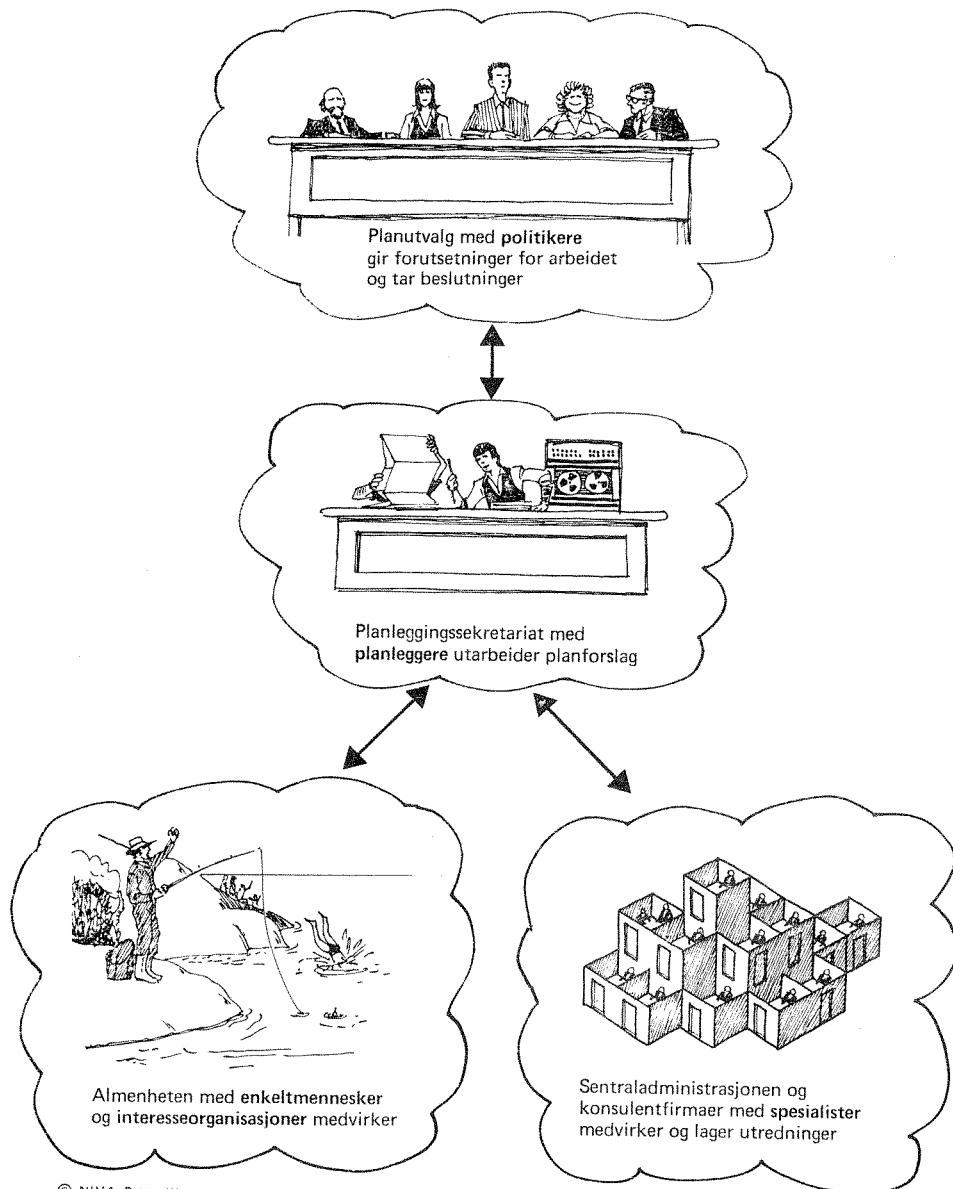 Planutvalg med politikere
gir forutsetninger for arbeidet
og tar beslutninger
Planleggingssekretariat med
planleggere utarbeider planforslag
Almenheten med enkeltmennesker
og interesseorganisasjoner medvirker
Sentraladministrasjonen og
konsulentfirmaer med spesialister
medvirker og lager utredninger
©